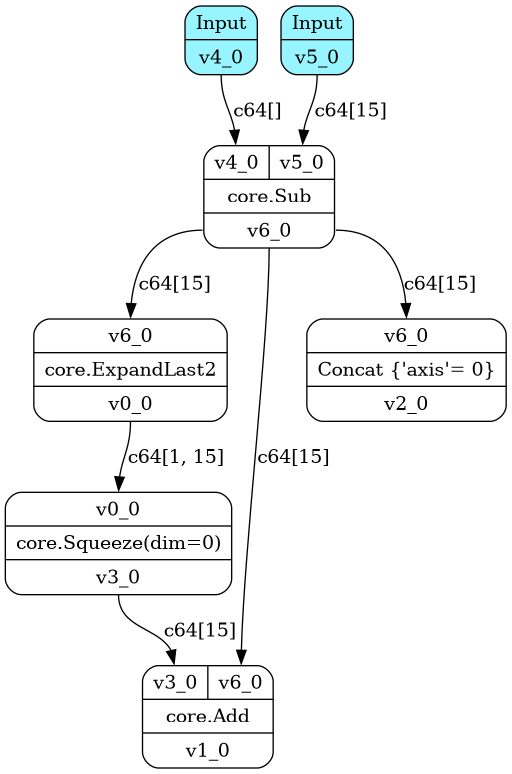 Input
v4_0
Input
v5_0
c64[]
c64[15]
v4_0
v5_0
core.Sub
v6_0
c64[15]
c64[15]
v6_0
core.ExpandLast2
v0_0
v6_0
Concat {'axis'= 0}
v2_0
c64[1, 15]
c64[15]
v0_0
core.Squeeze(dim=0)
v3_0
c64[15]
v3_0
v6_0
core.Add
v1_0